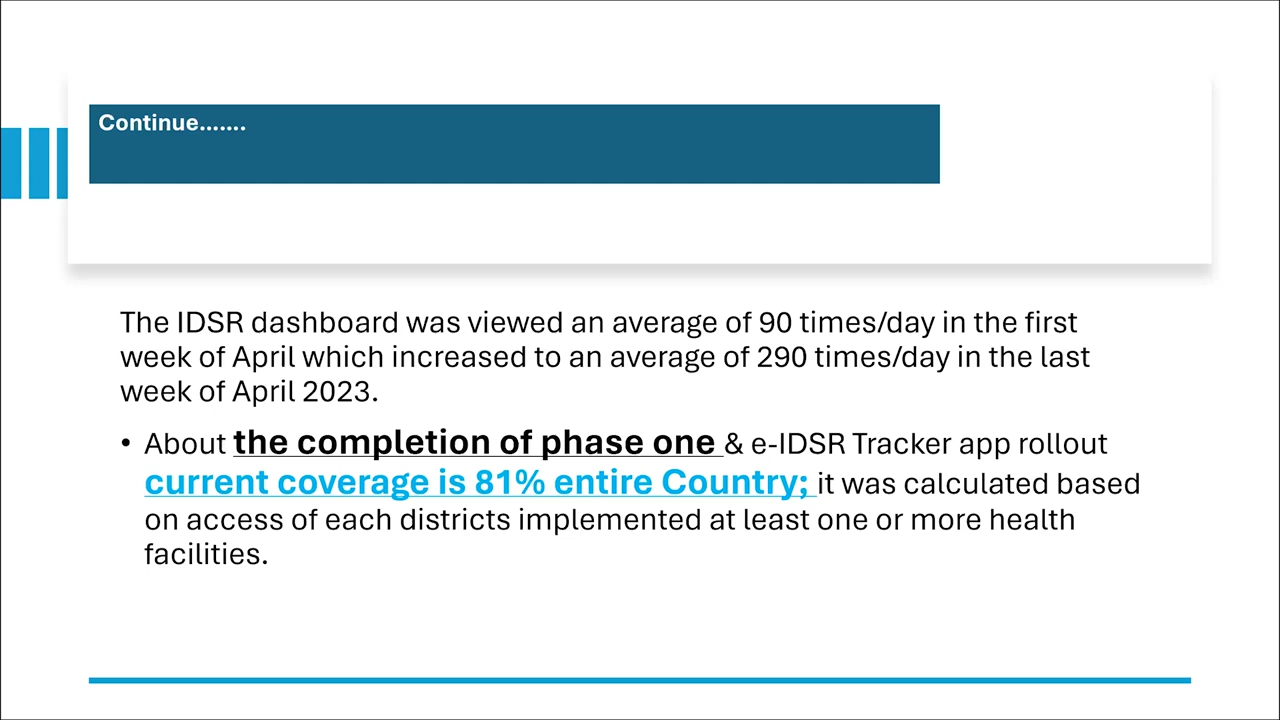 Continue.......
The IDSR dashboard was viewed an average of 90 times/day in the first
week of April which increased to an average of 290 times/day in the last
week of April 2023.
• About the completion of phase one & e-IDSR Tracker app rollout
current coverage is 81% entire Country; it was calculated based
on access of each districts implemented at least one or more health
facilities.